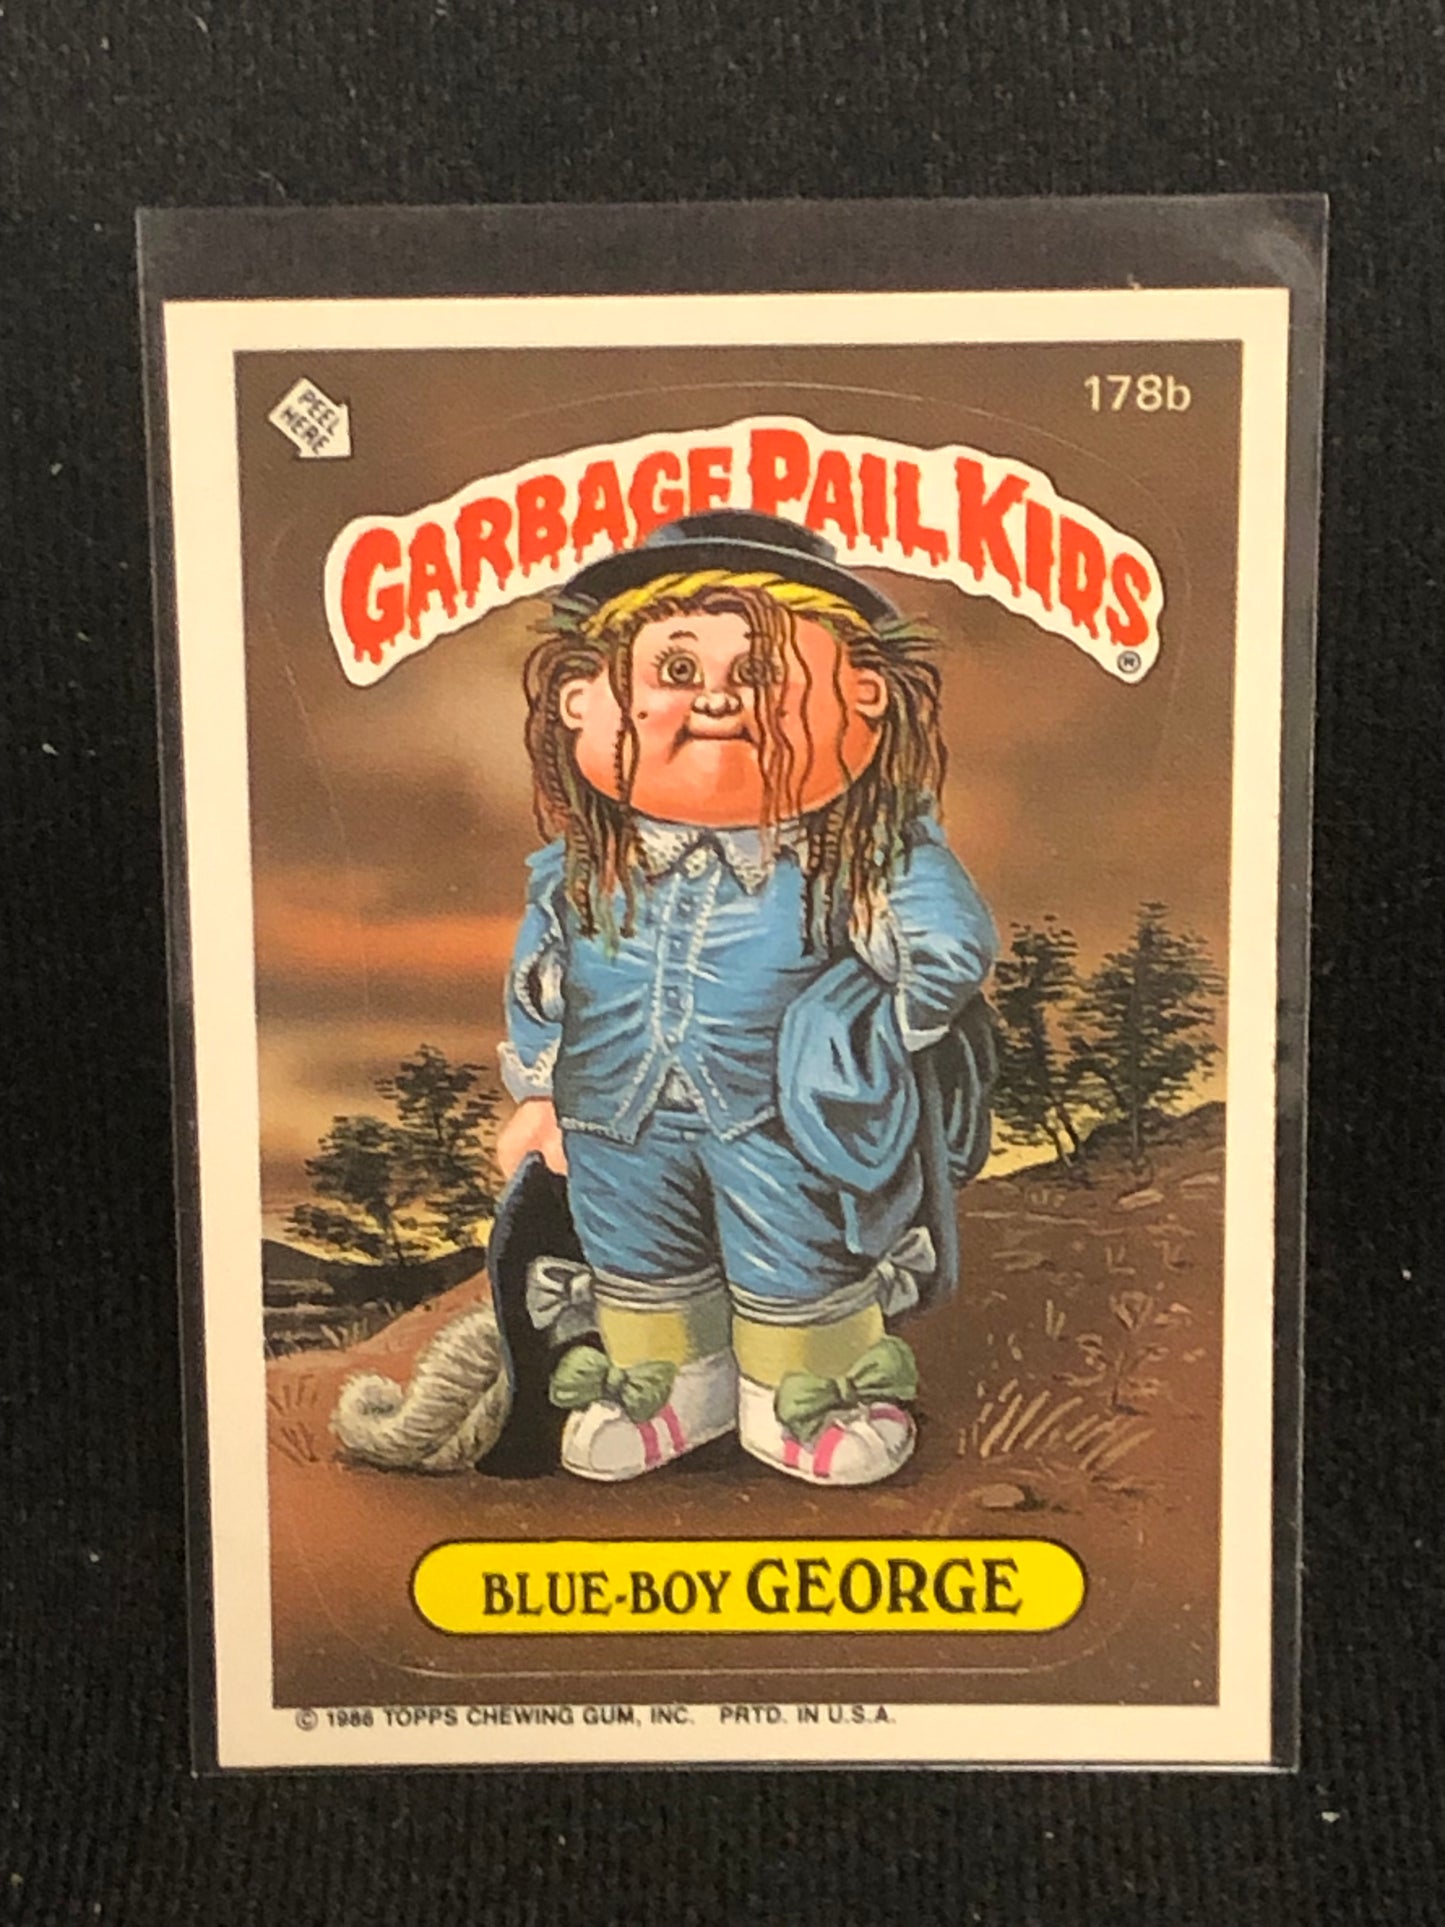 PEEL
HERE
178b
GARBAGE PAIL KIDS
®
BLUE-BOY GEORGE
© 1986 TOPPS CHEWING GUM, INC. PRTD. IN U.S.A.